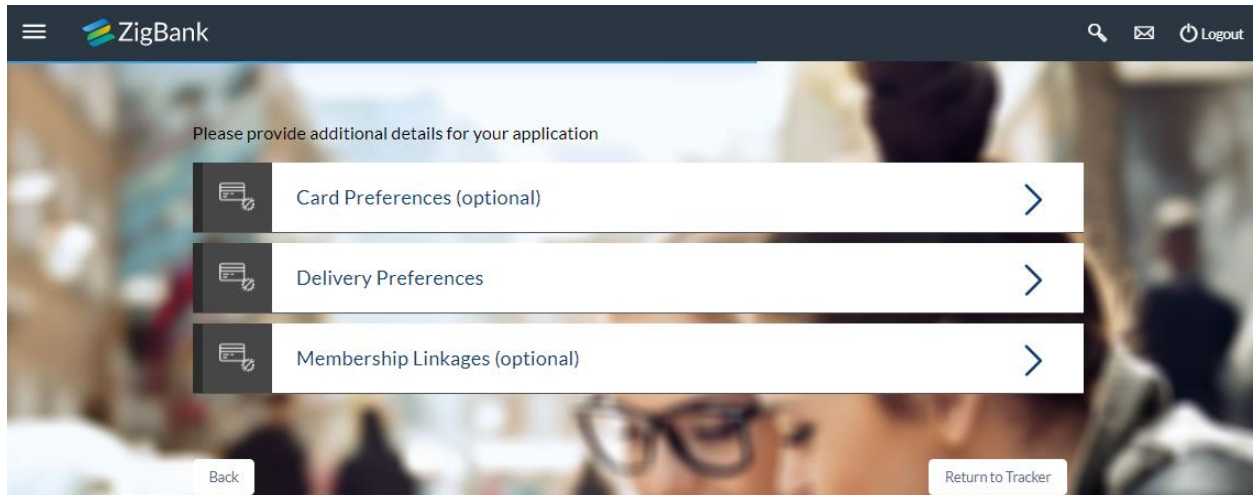 ZigBank
Logout
Please provide additional details for your application
Card Preferences (optional)
Delivery Preferences
Membership Linkages (optional)
Back
Return to Tracker